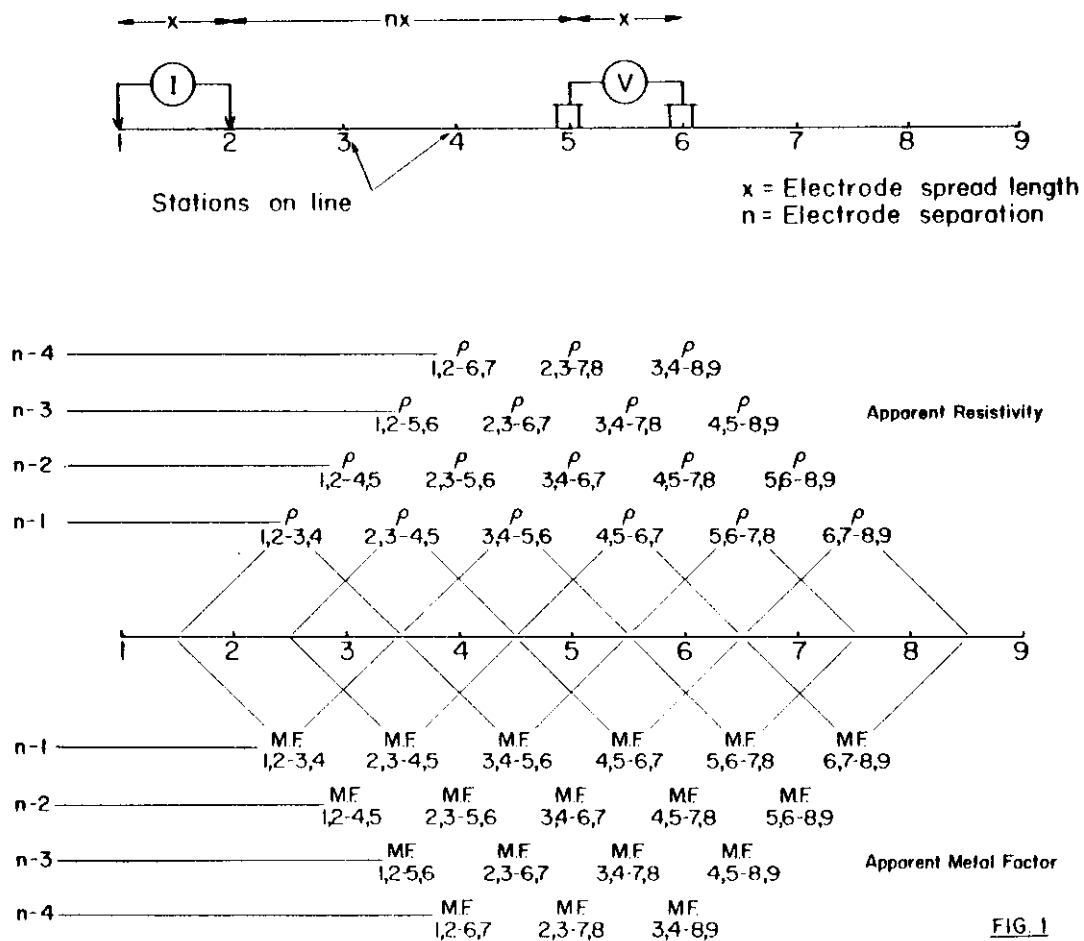 x nx x
I V
1 2 3 4 5 6 7 8 9
Stations on line
x = Electrode spread length
n = Electrode separation
n-4 ρ ρ ρ
1,2-6,7 2,3-7,8 3,4-8,9
n-3 ρ ρ ρ ρ Apparent Resistivity
1,2-5,6 2,3-6,7 3,4-7,8 4,5-8,9
n-2 ρ ρ ρ ρ ρ
1,2-4,5 2,3-5,6 3,4-6,7 4,5-7,8 5,6-8,9
n-1 ρ ρ ρ ρ ρ ρ
1,2-3,4 2,3-4,5 3,4-5,6 4,5-6,7 5,6-7,8 6,7-8,9
1 2 3 4 5 6 7 8 9
n-1 M.F. M.F. M.F. M.F. M.F. M.F.
1,2-3,4 2,3-4,5 3,4-5,6 4,5-6,7 5,6-7,8 6,7-8,9
n-2 M.F. M.F. M.F. M.F. M.F.
1,2-4,5 2,3-5,6 3,4-6,7 4,5-7,8 5,6-8,9
n-3 M.F. M.F. M.F. M.F. Apparent Metal Factor
1,2-5,6 2,3-6,7 3,4-7,8 4,5-8,9
n-4 M.F. M.F. M.F.
1,2-6,7 2,3-7,8 3,4-8,9
FIG. 1